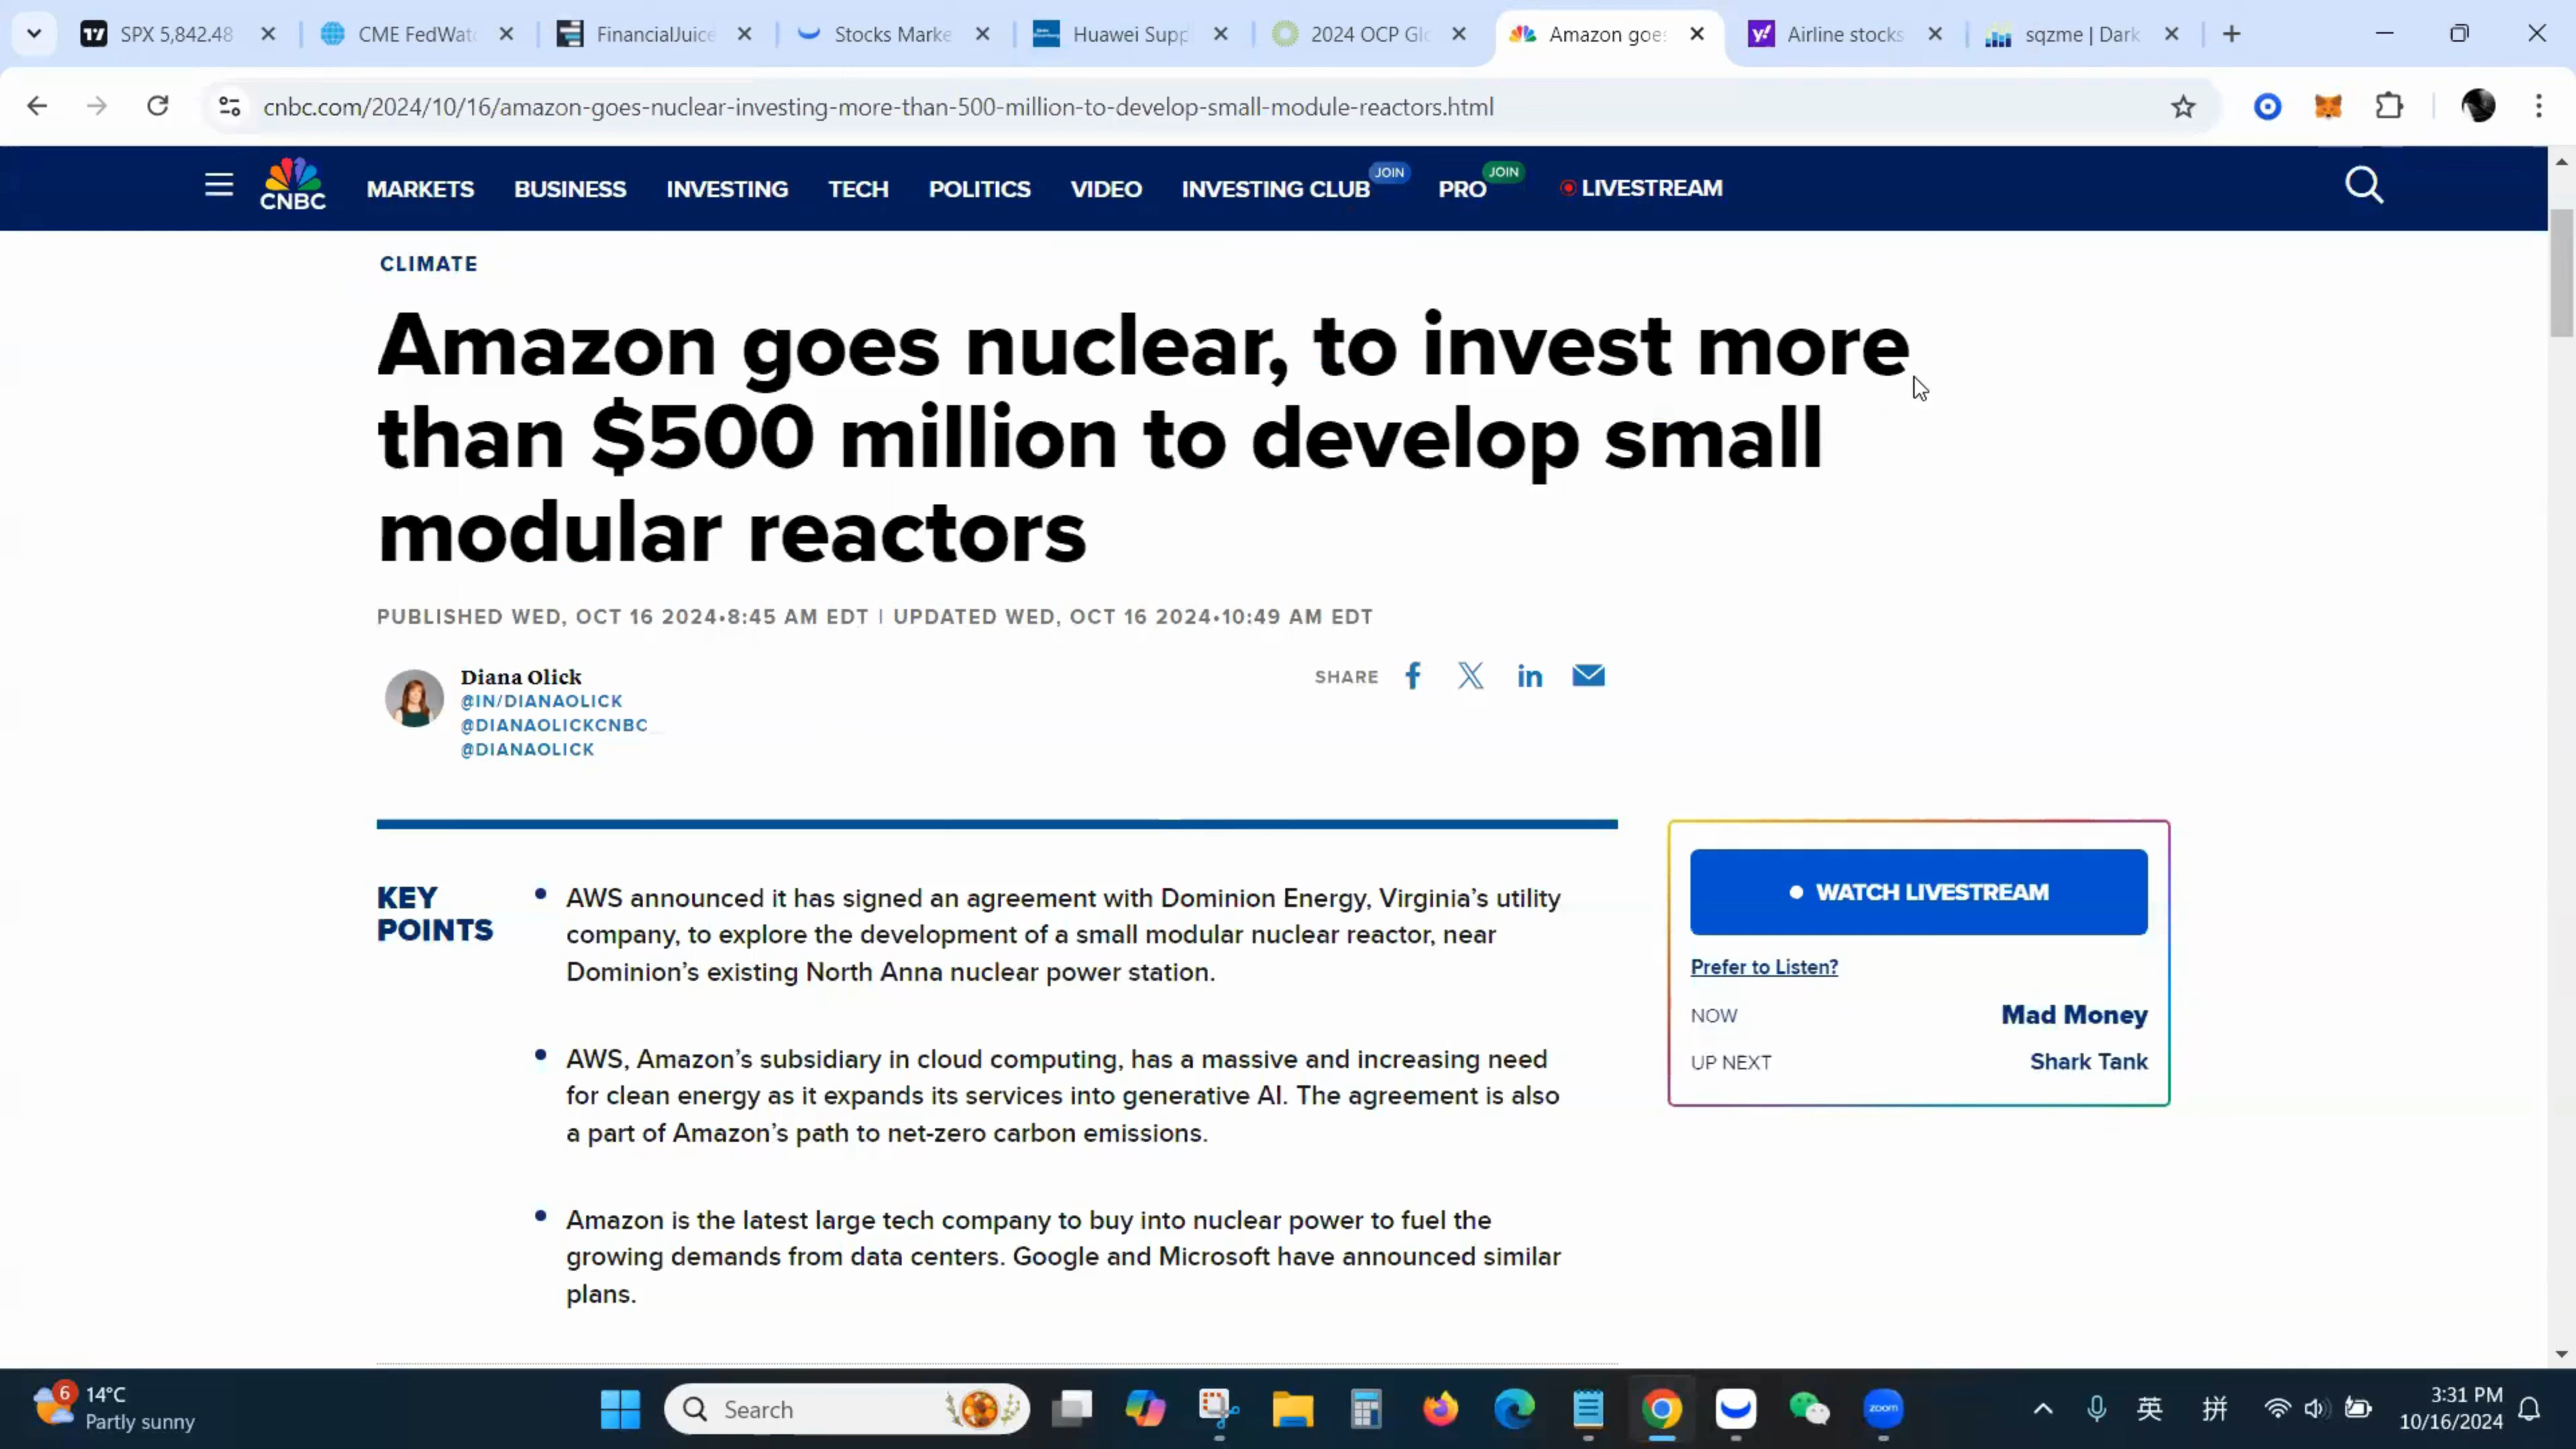 SPX 5,842.48
CME FedWatc
FinancialJuice
Stocks Marke
Huawei Supp
2024 OCP Glo
Amazon goes
Airline stocks
sqzme | Dark
cnbc.com/2024/10/16/amazon-goes-nuclear-investing-more-than-500-million-to-develop-small-module-reactors.html
CNBC
MARKETS
BUSINESS
INVESTING
TECH
POLITICS
VIDEO
INVESTING CLUB
JOIN
PRO
JOIN
LIVESTREAM
CLIMATE
Amazon goes nuclear, to invest more
than $500 million to develop small
modular reactors
PUBLISHED WED, OCT 16 2024•8:45 AM EDT | UPDATED WED, OCT 16 2024•10:49 AM EDT
Diana Olick
@IN/DIANAOLICK
@DIANAOLICKCNBC
@DIANAOLICK
SHARE
KEY
POINTS
AWS announced it has signed an agreement with Dominion Energy, Virginia’s utility
company, to explore the development of a small modular nuclear reactor, near
Dominion’s existing North Anna nuclear power station.
AWS, Amazon’s subsidiary in cloud computing, has a massive and increasing need
for clean energy as it expands its services into generative AI. The agreement is also
a part of Amazon’s path to net-zero carbon emissions.
Amazon is the latest large tech company to buy into nuclear power to fuel the
growing demands from data centers. Google and Microsoft have announced similar
plans.
WATCH LIVESTREAM
Prefer to Listen?
NOW
Mad Money
UP NEXT
Shark Tank
6
14°C
Partly sunny
Search
zoom
英
拼
3:31 PM
10/16/2024